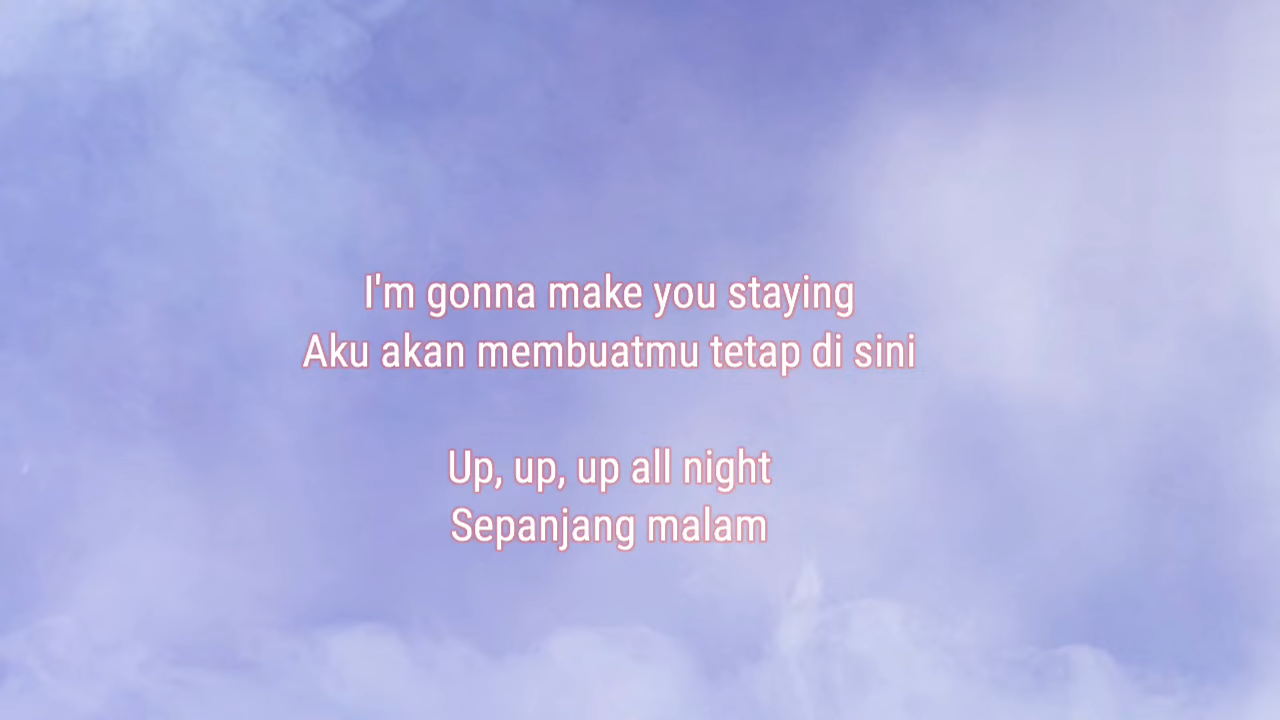 I'm gonna make you staying
Aku akan membuatmu tetap di sini
Up, up, up all night
Sepanjang malam